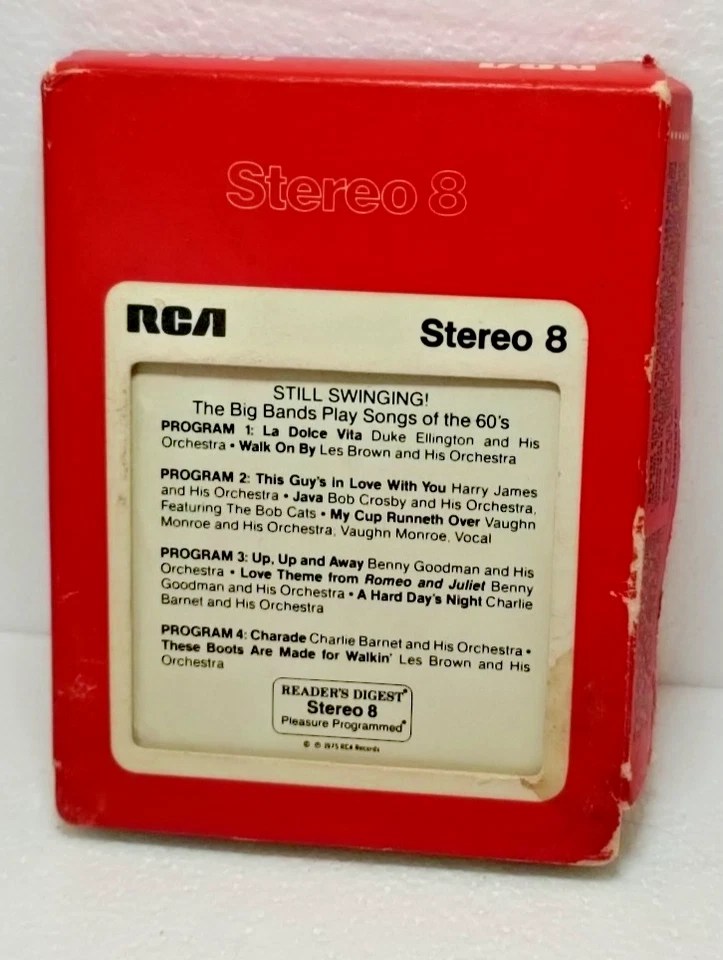 Stereo 8
RCA
Stereo 8
RCA
Stereo 8
STILL SWINGING!
The Big Bands Play Songs of the 60's
PROGRAM 1: La Dolce Vita Duke Ellington and His
Orchestra • Walk On By Les Brown and His Orchestra
PROGRAM 2: This Guy's in Love With You Harry James
and His Orchestra • Java Bob Crosby and His Orchestra,
Featuring The Bob Cats • My Cup Runneth Over Vaughn
Monroe and His Orchestra, Vaughn Monroe, Vocal
PROGRAM 3: Up, Up and Away Benny Goodman and His
Orchestra • Love Theme from Romeo and Juliet Benny
Goodman and His Orchestra • A Hard Day's Night Charlie
Barnet and His Orchestra
PROGRAM 4: Charade Charlie Barnet and His Orchestra •
These Boots Are Made for Walkin' Les Brown and His
Orchestra
READER'S DIGEST®
Stereo 8
Pleasure Programmed®
© ℗ 1975 RCA Records